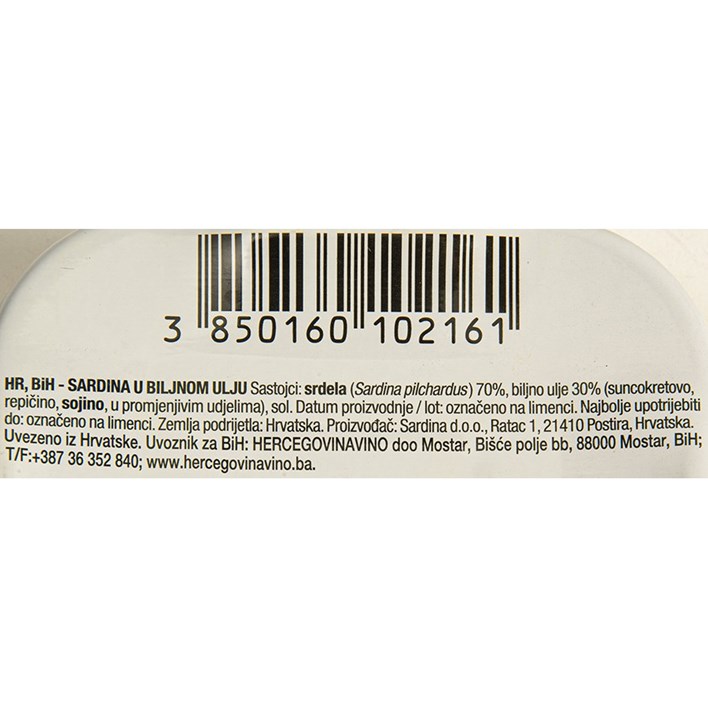 3 850160 102161
HR, BiH - SARDINA U BILJNOM ULJU Sastojci: srdela (Sardina pilchardus) 70%, biljno ulje 30% (suncokretovo,
repičino, sojino, u promjenjivim udjelima), sol. Datum proizvodnje / lot: označeno na limenci. Najbolje upotrijebiti
do: označeno na limenci. Zemlja podrijetla: Hrvatska. Proizvođač: Sardina d.o.o., Ratac 1, 21410 Postira, Hrvatska.
Uvezeno iz Hrvatske. Uvoznik za BiH: HERCEGOVINAVINO doo Mostar, Bišće polje bb, 88000 Mostar, BiH;
T/F:+387 36 352 840; www.hercegovinavino.ba.